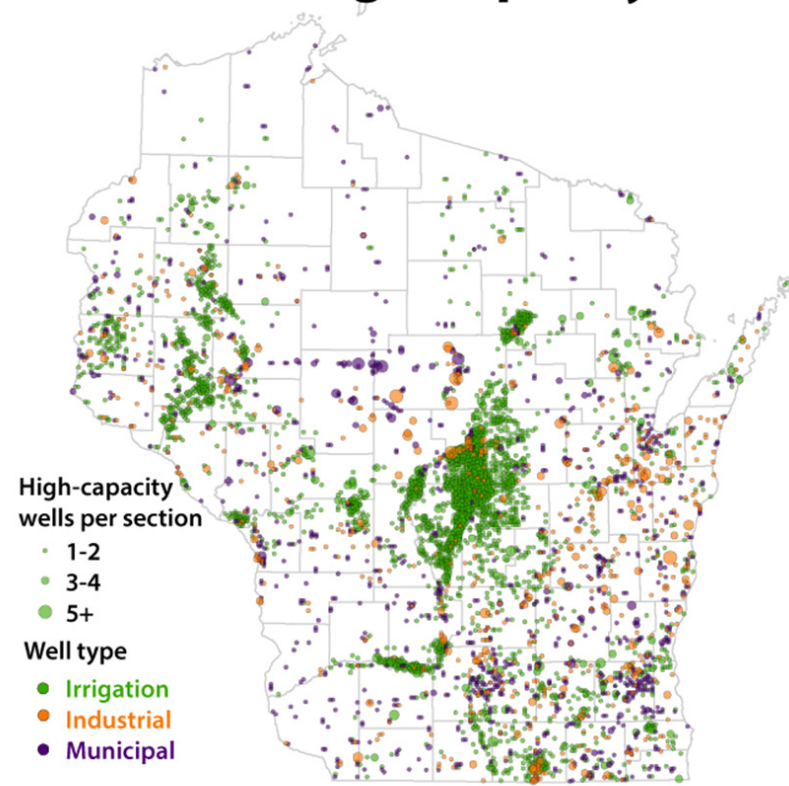 High-capacity
wells per section
1-2
3-4
5+
Well type
Irrigation
Industrial
Municipal